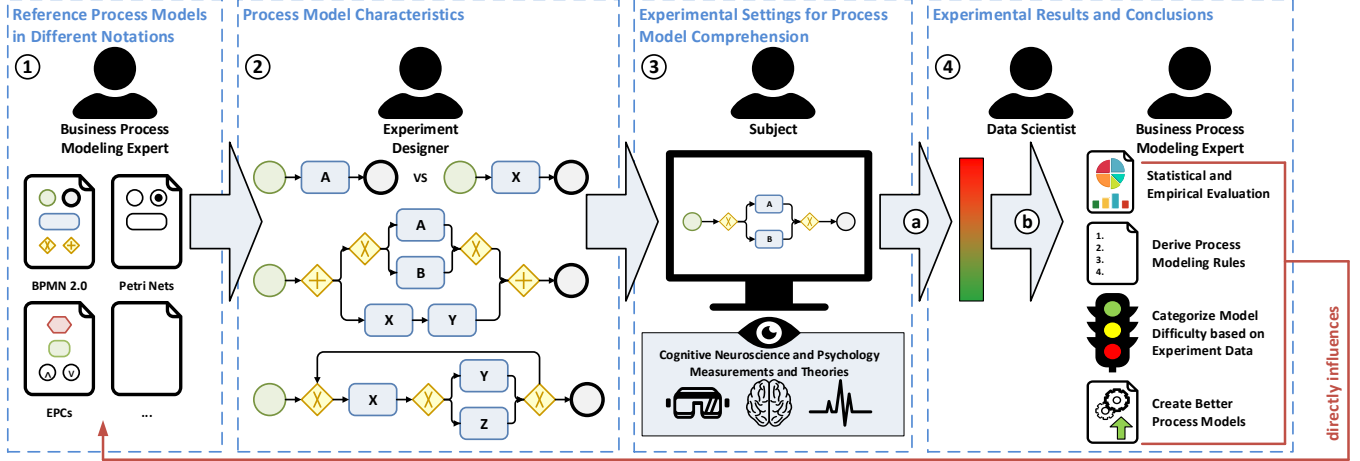 Reference Process Models
in Different Notations
1
Business Process
Modeling Expert
BPMN 2.0
Petri Nets
EPCs
...
Process Model Characteristics
2
Experiment
Designer
A
vs
X
A
B
X
Y
X
Y
Z
Experimental Settings for Process
Model Comprehension
3
Subject
A
B
Cognitive Neuroscience and Psychology
Measurements and Theories
a
Experimental Results and Conclusions
4
Data Scientist
Business Process
Modeling Expert
b
Statistical and
Empirical Evaluation
1.
2.
3.
4.
Derive Process
Modeling Rules
Categorize Model
Difficulty based on
Experiment Data
Create Better
Process Models
directly influences